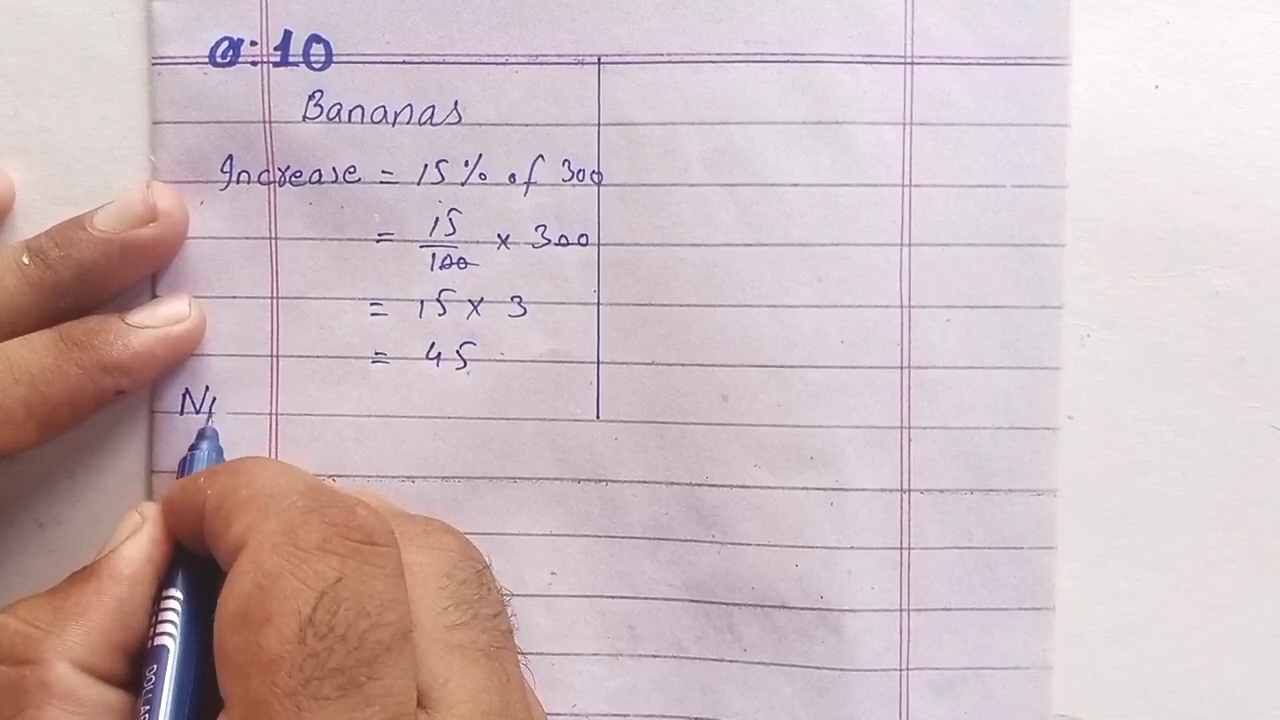 Q:10
Bananas
Increase = 15% of 300
= 15/100 × 300
= 15 × 3
= 45